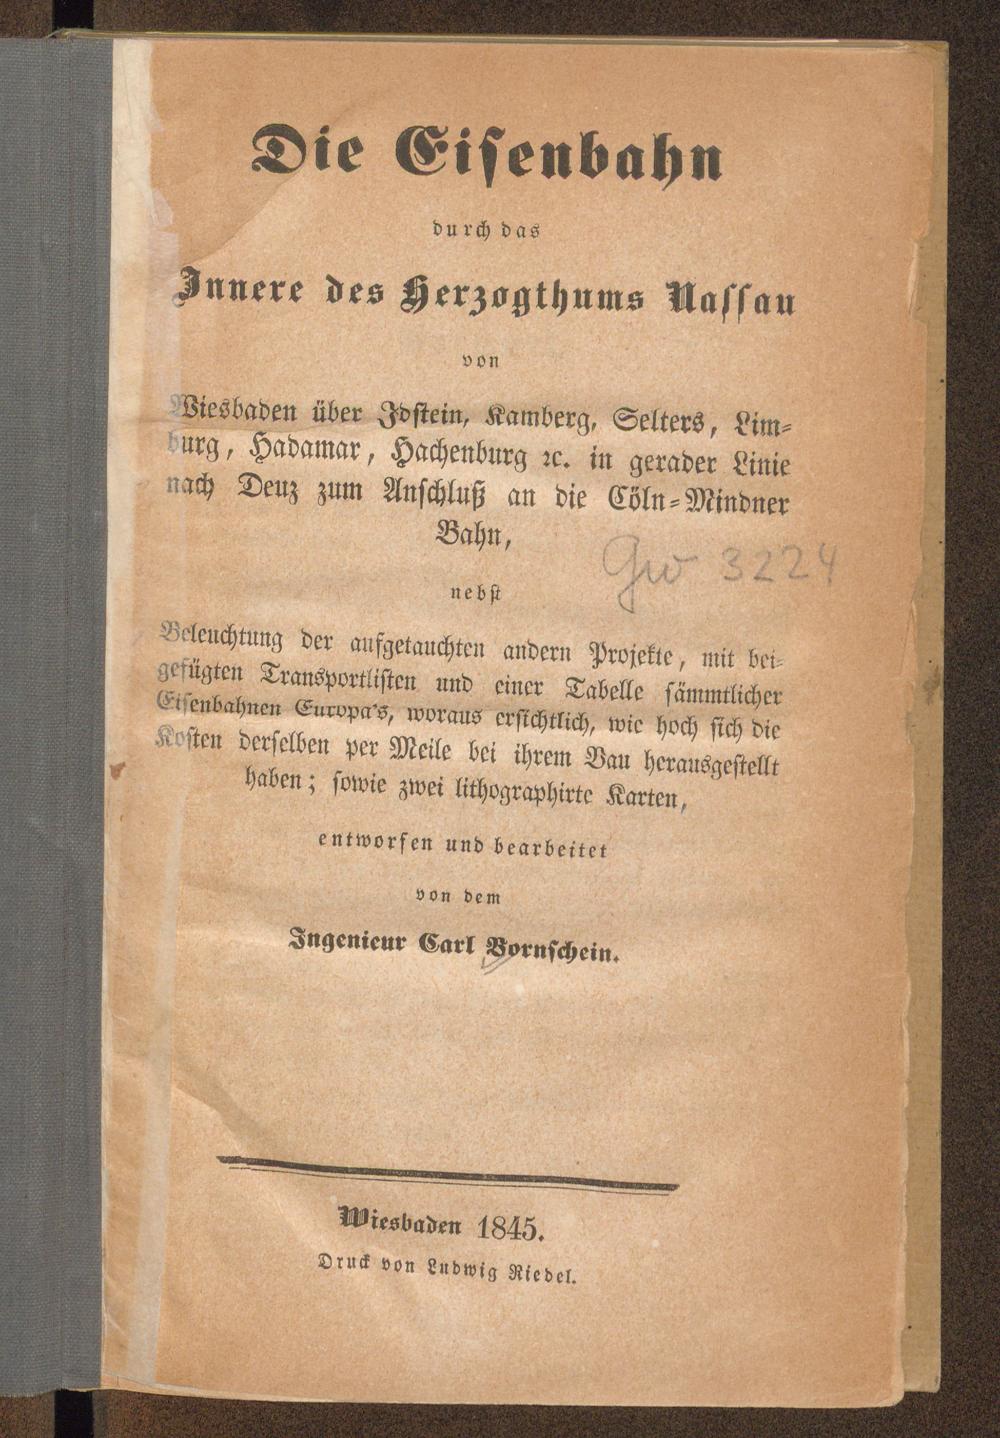 Die Eisenbahn
durch das
Innere des Herzogthums Nassau
von
Wiesbaden über Idstein, Kamberg, Selters, Lim-
burg, Hadamar, Hachenburg ꝛc. in gerader Linie
nach Deuz zum Anschluß an die Cöln-Mindner
Bahn,
Gw 3224
nebst
Beleuchtung der aufgetauchten andern Projekte, mit bei-
gefügten Transportlisten und einer Tabelle sämmtlicher
Eisenbahnen Europa's, woraus ersichtlich, wie hoch sich die
Kosten derselben per Meile bei ihrem Bau herausgestellt
haben; sowie zwei lithographirte Karten,
entworfen und bearbeitet
von dem
Ingenieur Carl Bornschein.
Wiesbaden 1845.
Druck von Ludwig Riedel.